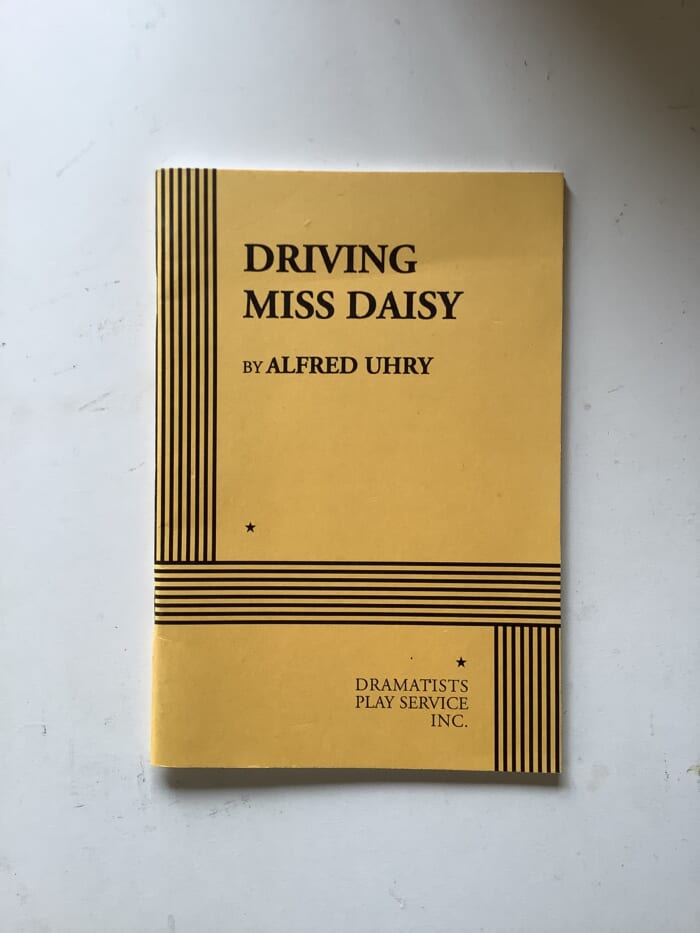 DRIVING
MISS DAISY
BY ALFRED UHRY
DRAMATISTS
PLAY SERVICE
INC.